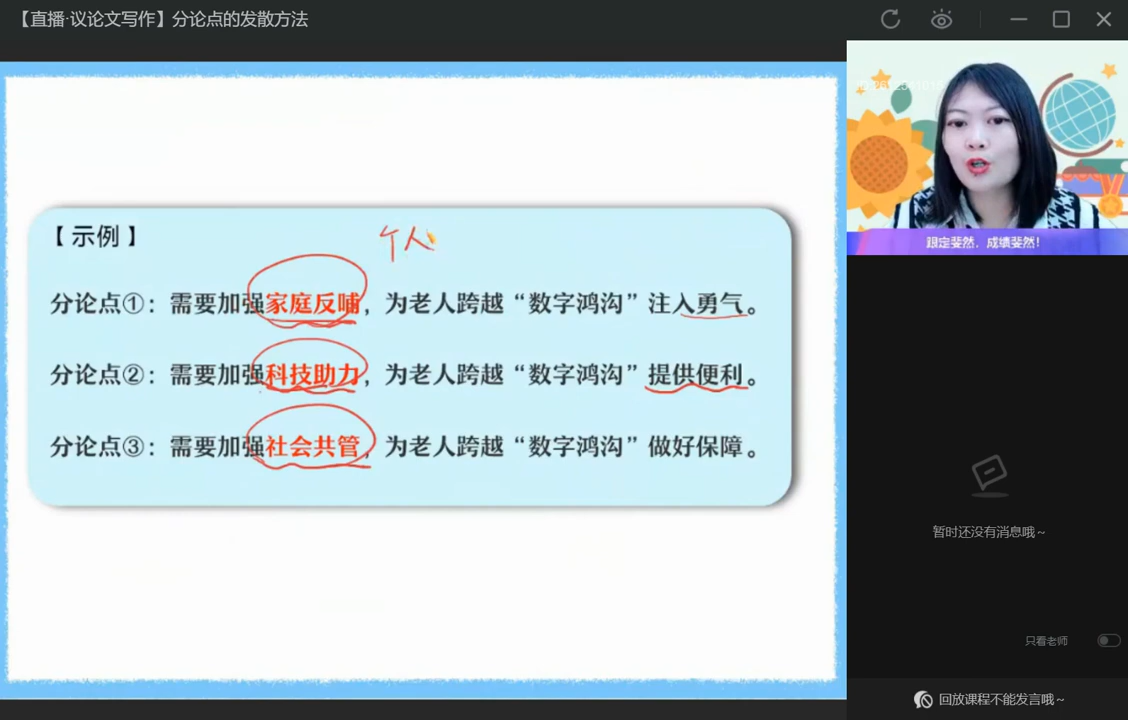 【直播·议论文写作】分论点的发散方法
【示例】
个人
分论点①：需要加强家庭反哺，为老人跨越“数字鸿沟”注入勇气。
分论点②：需要加强科技助力，为老人跨越“数字鸿沟”提供便利。
分论点③：需要加强社会共管，为老人跨越“数字鸿沟”做好保障。
跟定斐然，成绩斐然！
暂时还没有消息哦～
只看老师
回放课程不能发言哦～